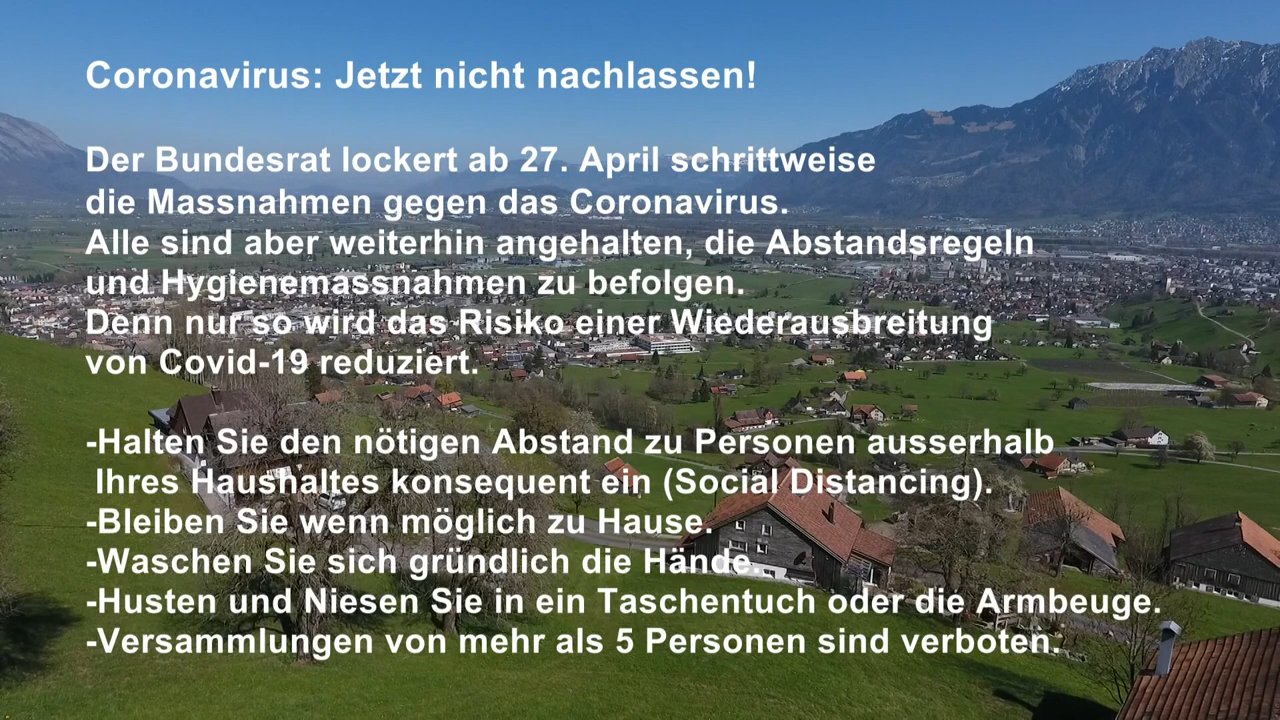 Coronavirus: Jetzt nicht nachlassen!
Der Bundesrat lockert ab 27. April schrittweise
die Massnahmen gegen das Coronavirus.
Alle sind aber weiterhin angehalten, die Abstandsregeln
und Hygienemassnahmen zu befolgen.
Denn nur so wird das Risiko einer Wiederausbreitung
von Covid-19 reduziert.
-Halten Sie den nötigen Abstand zu Personen ausserhalb
Ihres Haushaltes konsequent ein (Social Distancing).
-Bleiben Sie wenn möglich zu Hause.
-Waschen Sie sich gründlich die Hände.
-Husten und Niesen Sie in ein Taschentuch oder die Armbeuge.
-Versammlungen von mehr als 5 Personen sind verboten.